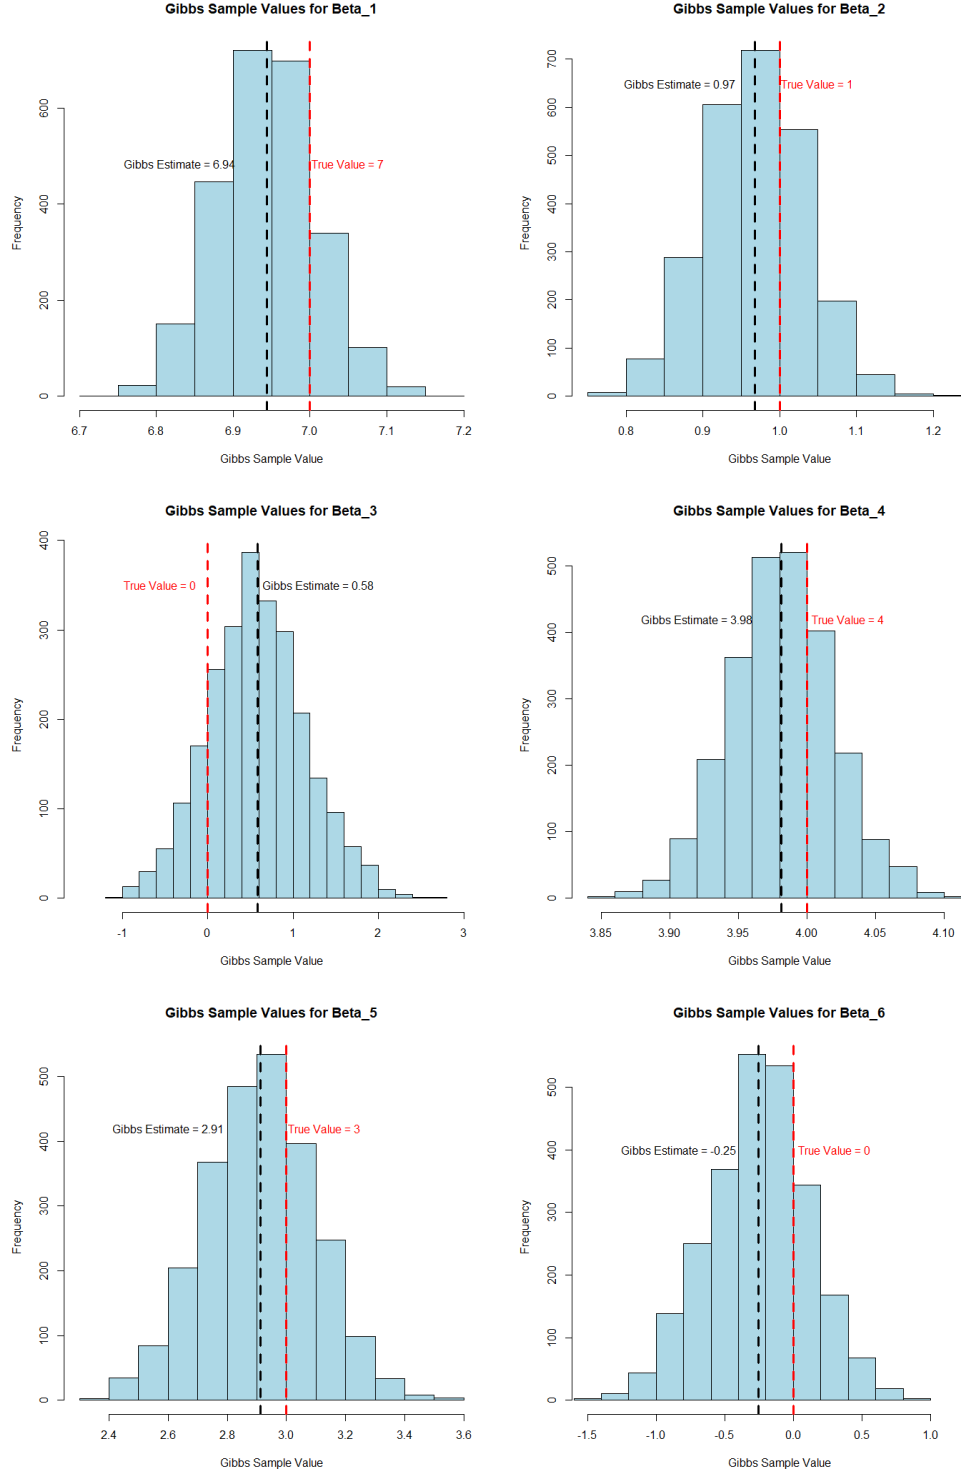 Gibbs Sample Values for Beta_1
Gibbs Estimate = 6.94
True Value = 7
Frequency
0
200
400
600
6.7 6.8 6.9 7.0 7.1 7.2
Gibbs Sample Value
Gibbs Sample Values for Beta_2
Gibbs Estimate = 0.97
True Value = 1
Frequency
0
100
200
300
400
500
600
700
0.8 0.9 1.0 1.1 1.2
Gibbs Sample Value
Gibbs Sample Values for Beta_3
True Value = 0
Gibbs Estimate = 0.58
Frequency
0
100
200
300
400
-1 0 1 2 3
Gibbs Sample Value
Gibbs Sample Values for Beta_4
Gibbs Estimate = 3.98
True Value = 4
Frequency
0
100
200
300
400
500
3.85 3.90 3.95 4.00 4.05 4.10
Gibbs Sample Value
Gibbs Sample Values for Beta_5
Gibbs Estimate = 2.91
True Value = 3
Frequency
0
100
200
300
400
500
2.4 2.6 2.8 3.0 3.2 3.4 3.6
Gibbs Sample Value
Gibbs Sample Values for Beta_6
Gibbs Estimate = -0.25
True Value = 0
Frequency
0
100
200
300
400
500
-1.5 -1.0 -0.5 0.0 0.5 1.0
Gibbs Sample Value